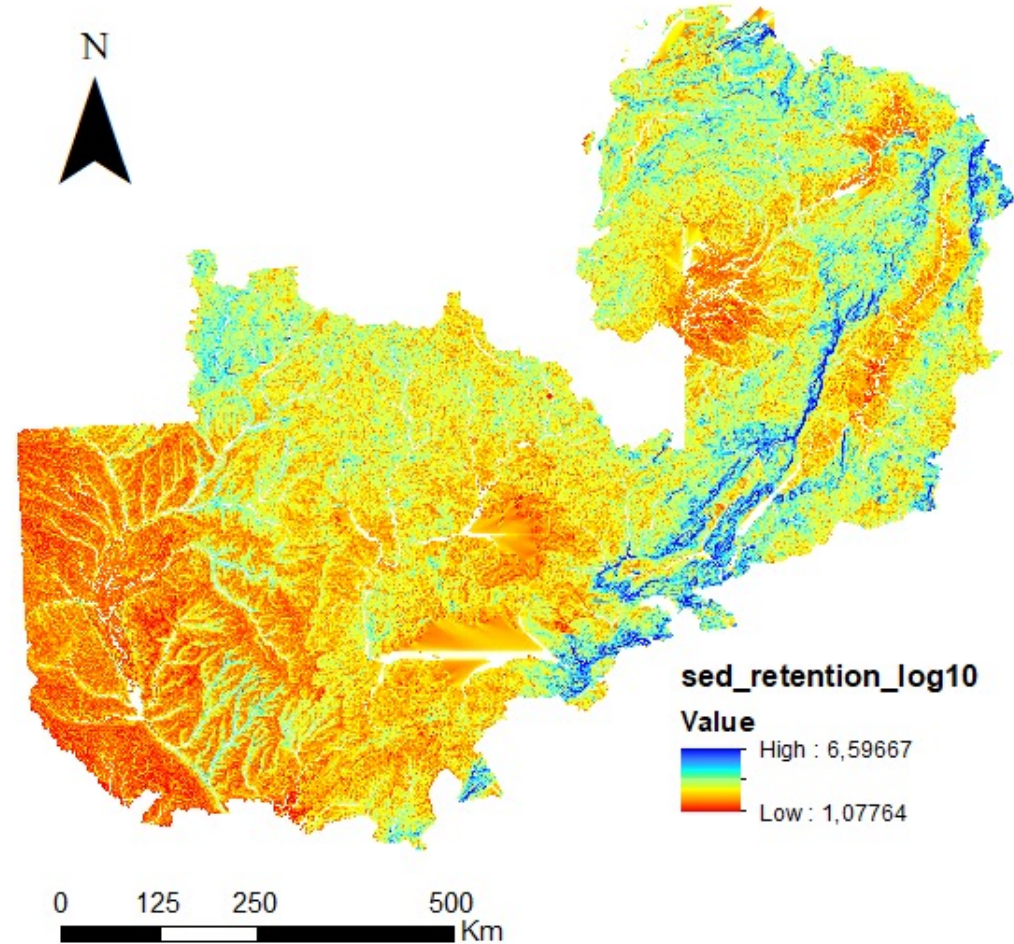 N
sed_retention_log10
Value
High : 6,59667
Low : 1,07764
0 125 250 500
Km